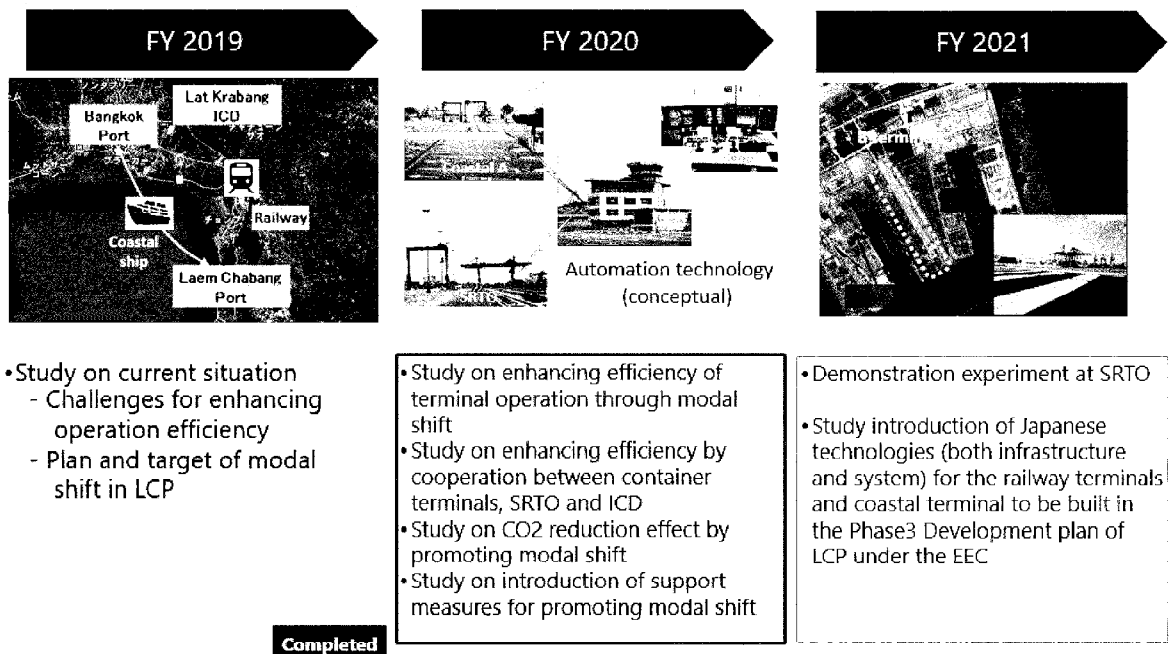 FY 2019
FY 2020
FY 2021
Lat Krabang
ICD
Bangkok
Port
Railway
Coastal
ship
Laem Chabang
Port
SRTO
Automation technology
(conceptual)
•Study on current situation
- Challenges for enhancing
operation efficiency
- Plan and target of modal
shift in LCP
Completed
•Study on enhancing efficiency of
terminal operation through modal
shift
•Study on enhancing efficiency by
cooperation between container
terminals, SRTO and ICD
•Study on CO2 reduction effect by
promoting modal shift
•Study on introduction of support
measures for promoting modal shift
•Demonstration experiment at SRTO
•Study introduction of Japanese
technologies (both infrastructure
and system) for the railway terminals
and coastal terminal to be built in
the Phase3 Development plan of
LCP under the EEC